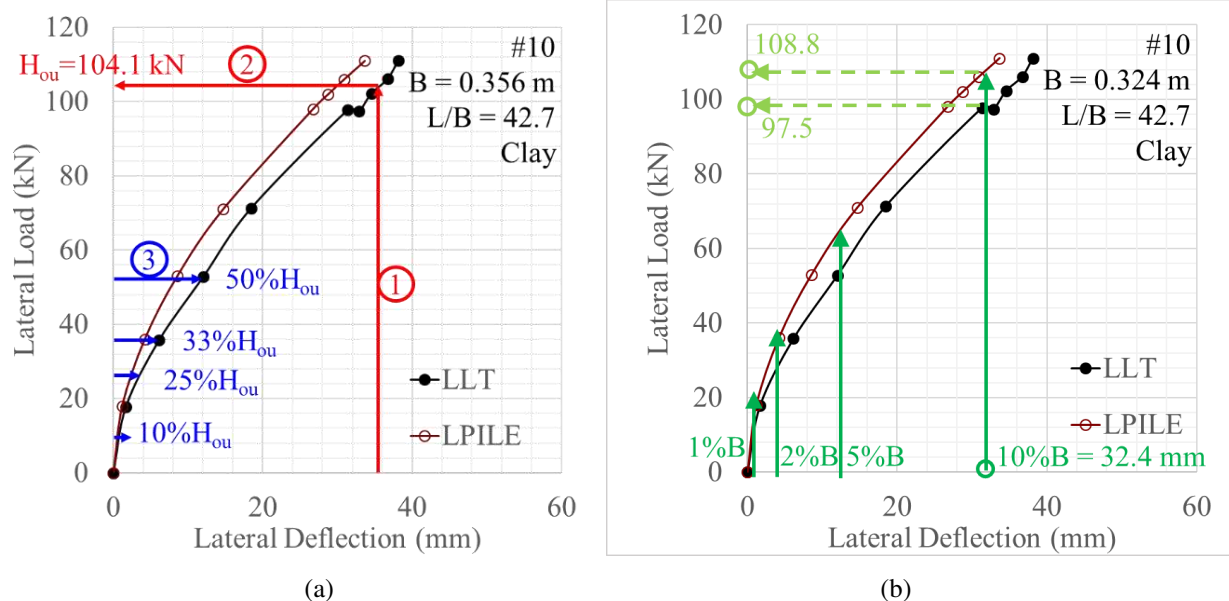 120
100
80
60
40
20
0
Lateral Load (kN)
#10
B = 0.356 m
L/B = 42.7
Clay
②
H_ou=104.1 kN
③
50%H_ou
①
33%H_ou
25%H_ou
10%H_ou
LLT
LPILE
0
20
40
60
Lateral Deflection (mm)
(a)
120
100
80
60
40
20
0
Lateral Load (kN)
108.8
97.5
#10
B = 0.324 m
L/B = 42.7
Clay
LLT
LPILE
1%B
2%B
5%B
10%B = 32.4 mm
0
20
40
60
Lateral Deflection (mm)
(b)